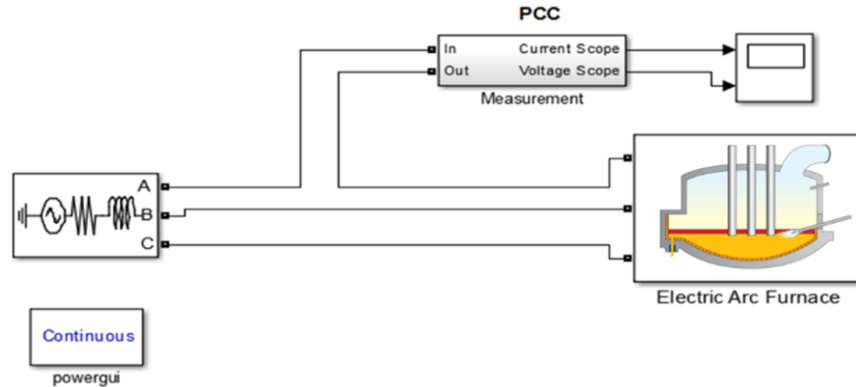 PCC
In Current Scope
Out Voltage Scope
Measurement
A
B
C
Electric Arc Furnace
Continuous
powergui